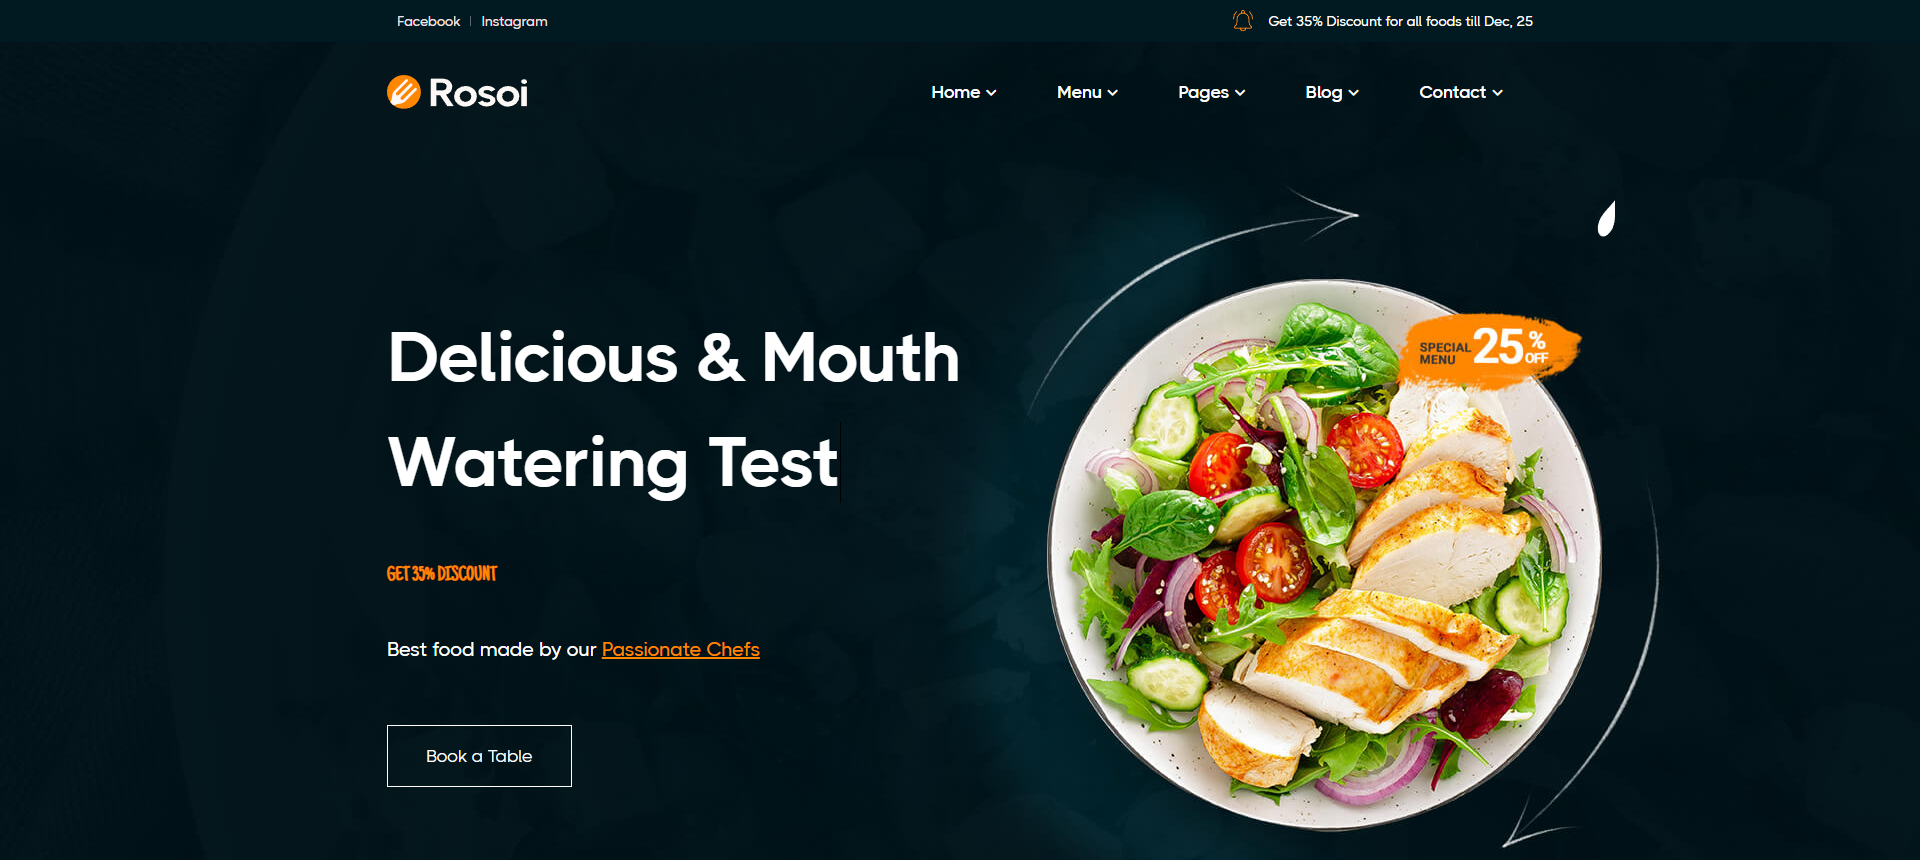 Facebook | Instagram
Get 35% Discount for all foods till Dec, 25
Rosoi
Home
Menu
Pages
Blog
Contact
Delicious & Mouth
Watering Test
SPECIAL
MENU
25%
OFF
GET 35% DISCOUNT
Best food made by our Passionate Chefs
Book a Table